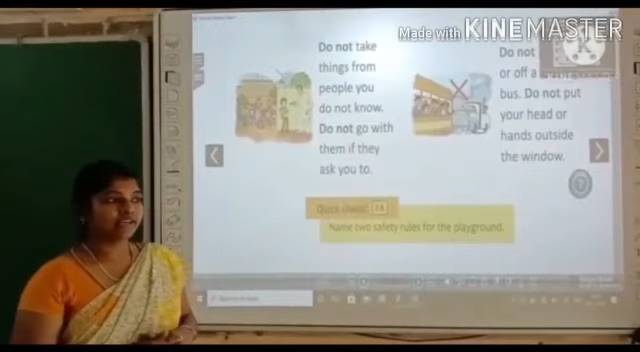 Made with KINEMASTER
Do not take
things from
people you
do not know.
Do not go with
them if they
ask you to.
Do not
or off a
bus. Do not put
your head or
hands outside
the window.
Quick check! 1A
Name two safety rules for the playground.